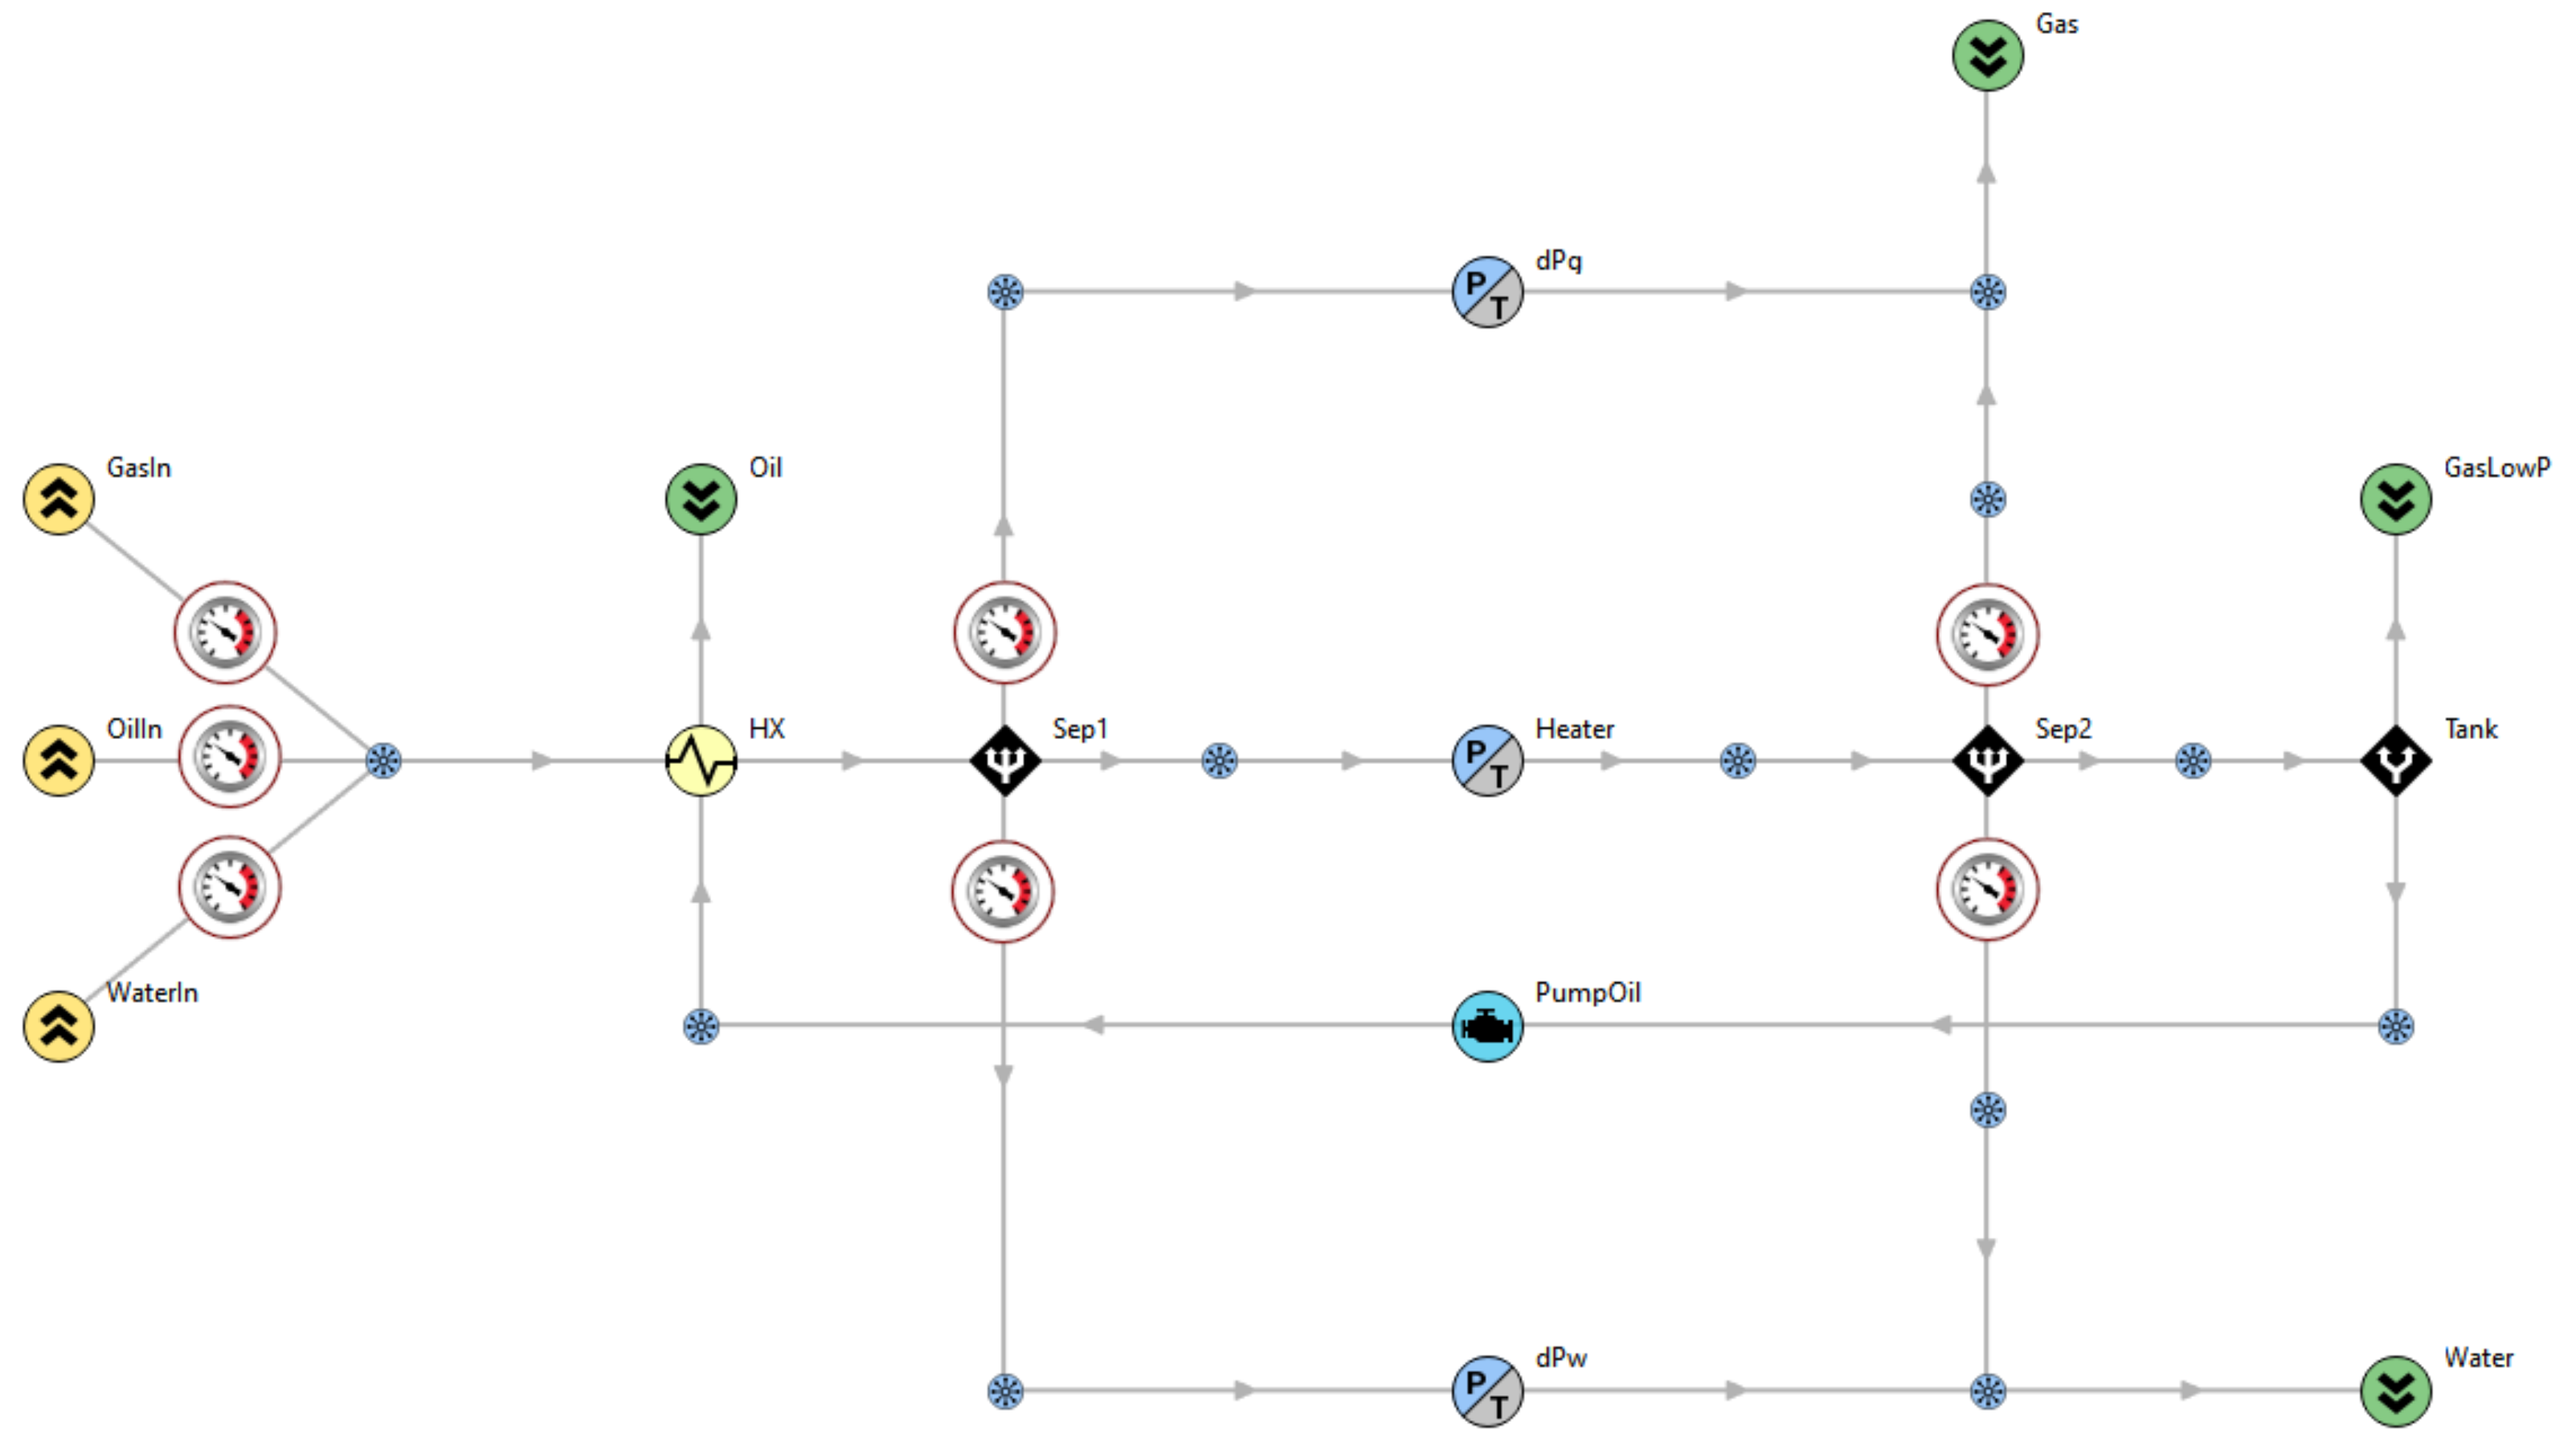 Gas
dPq
P
T
GasIn
Oil
GasLowP
OilIn
HX
Sep1
Heater
P
T
Sep2
Tank
WaterIn
PumpOil
dPw
P
T
Water